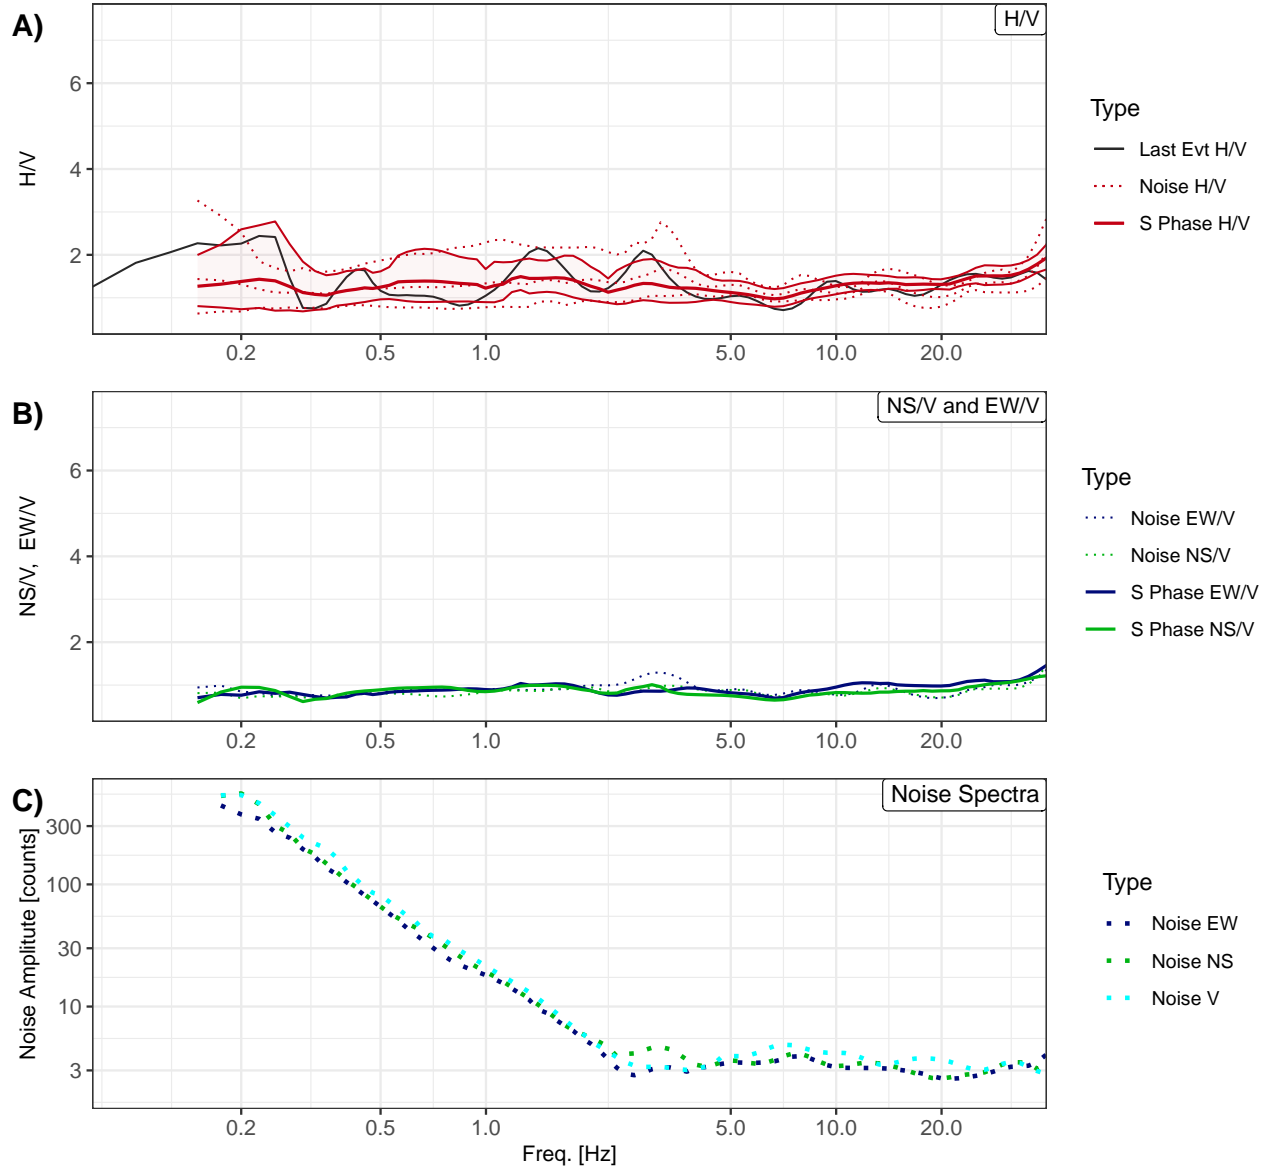 A)
H/V
6
4
2
H/V
0.2 0.5 1.0 5.0 10.0 20.0
Type
Last Evt H/V
Noise H/V
S Phase H/V
B)
NS/V and EW/V
6
4
2
NS/V, EW/V
0.2 0.5 1.0 5.0 10.0 20.0
Type
Noise EW/V
Noise NS/V
S Phase EW/V
S Phase NS/V
C)
Noise Spectra
300
100
30
10
3
Noise Amplitute [counts]
0.2 0.5 1.0 5.0 10.0 20.0
Freq. [Hz]
Type
Noise EW
Noise NS
Noise V